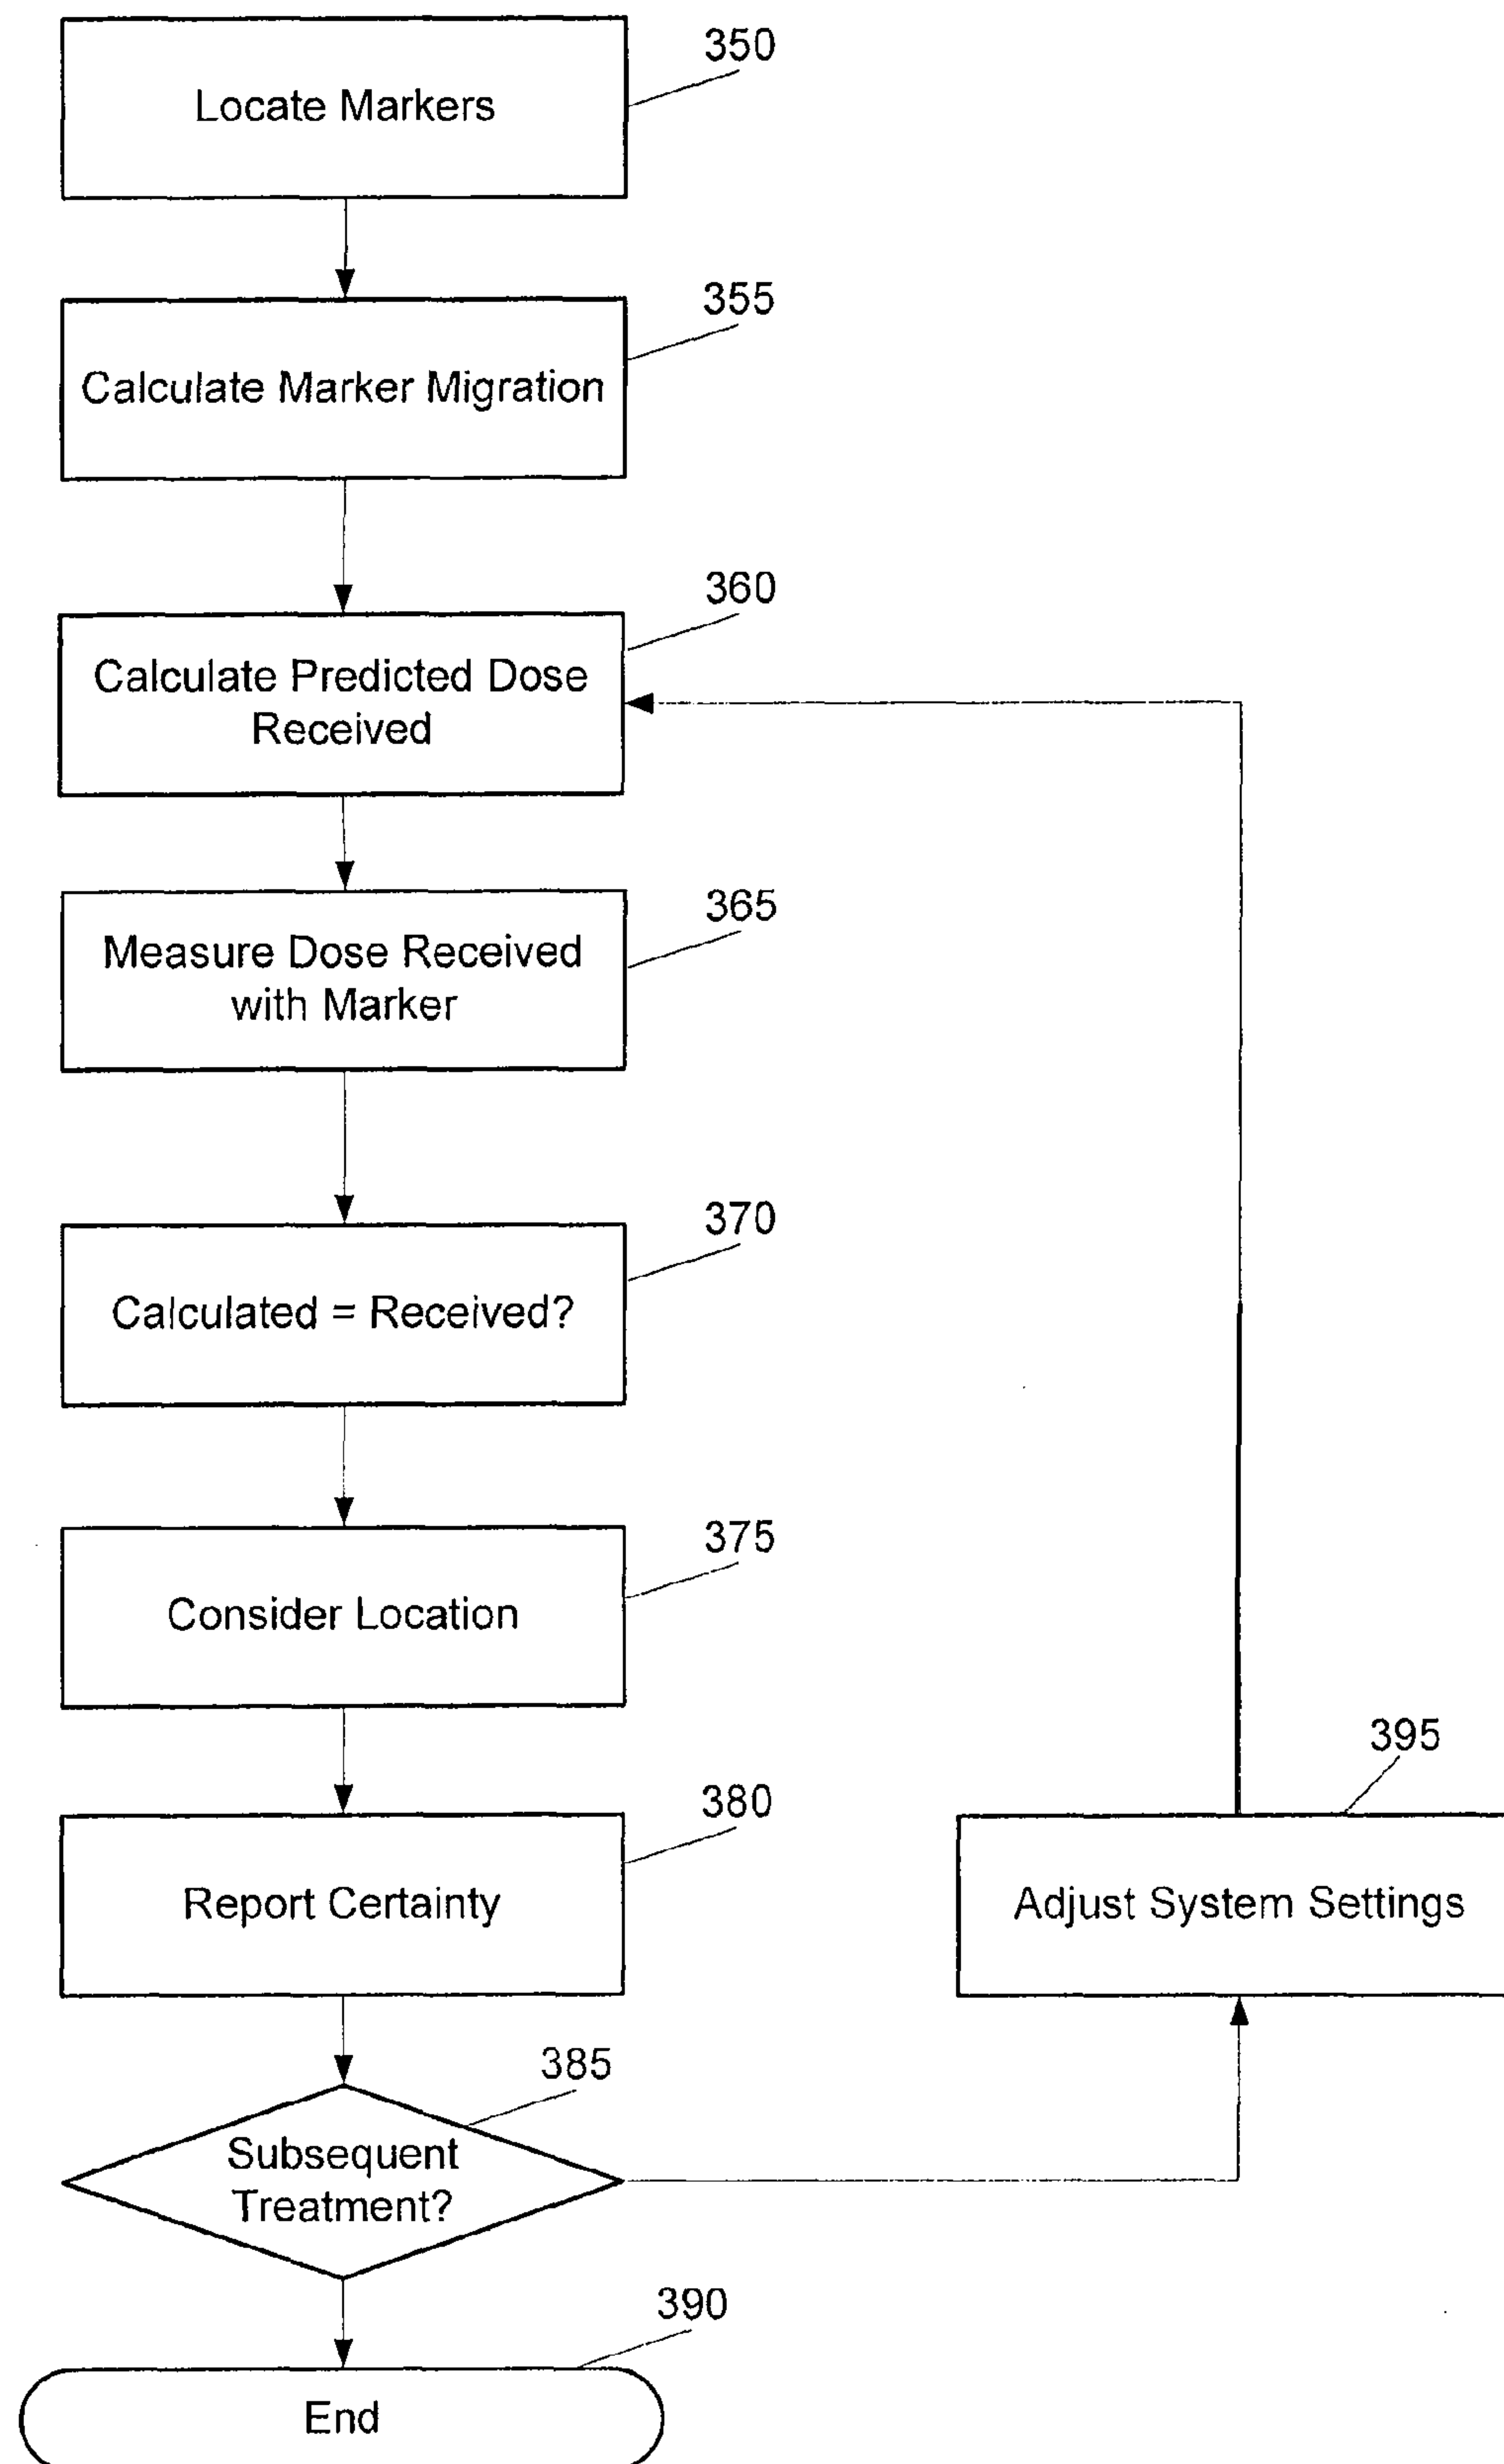 350
Locate Markers
355
Calculate Marker Migration
360
Calculate Predicted Dose
Received
365
Measure Dose Received
with Marker
370
Calculated = Received?
375
Consider Location
380
Report Certainty
395
Adjust System Settings
385
Subsequent
Treatment?
390
End